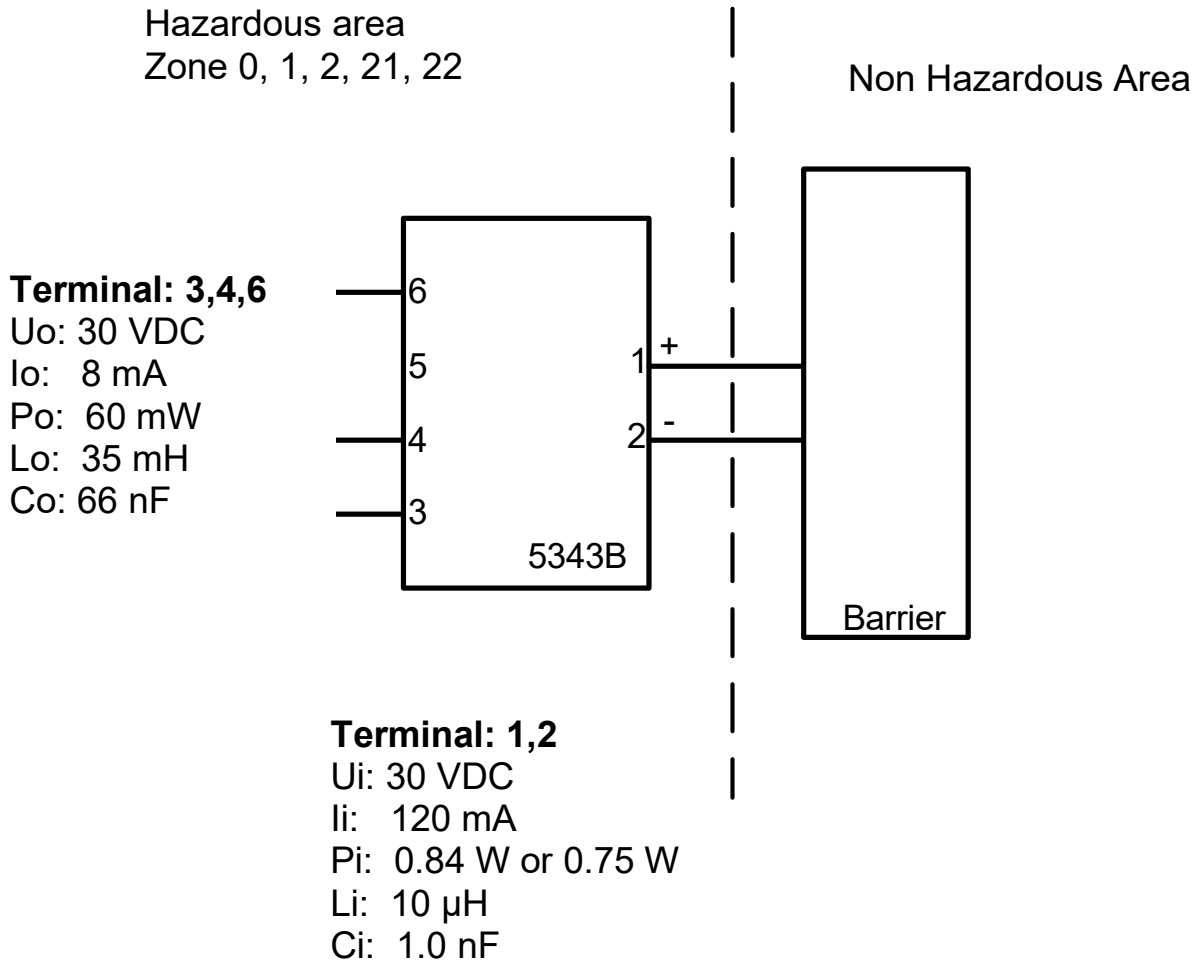 Hazardous area
Zone 0, 1, 2, 21, 22
Non Hazardous Area
Terminal: 3,4,6
Uo: 30 VDC
Io: 8 mA
Po: 60 mW
Lo: 35 mH
Co: 66 nF
6
5
4
3
1
+
2
-
5343B
Barrier
Terminal: 1,2
Ui: 30 VDC
Ii: 120 mA
Pi: 0.84 W or 0.75 W
Li: 10 µH
Ci: 1.0 nF